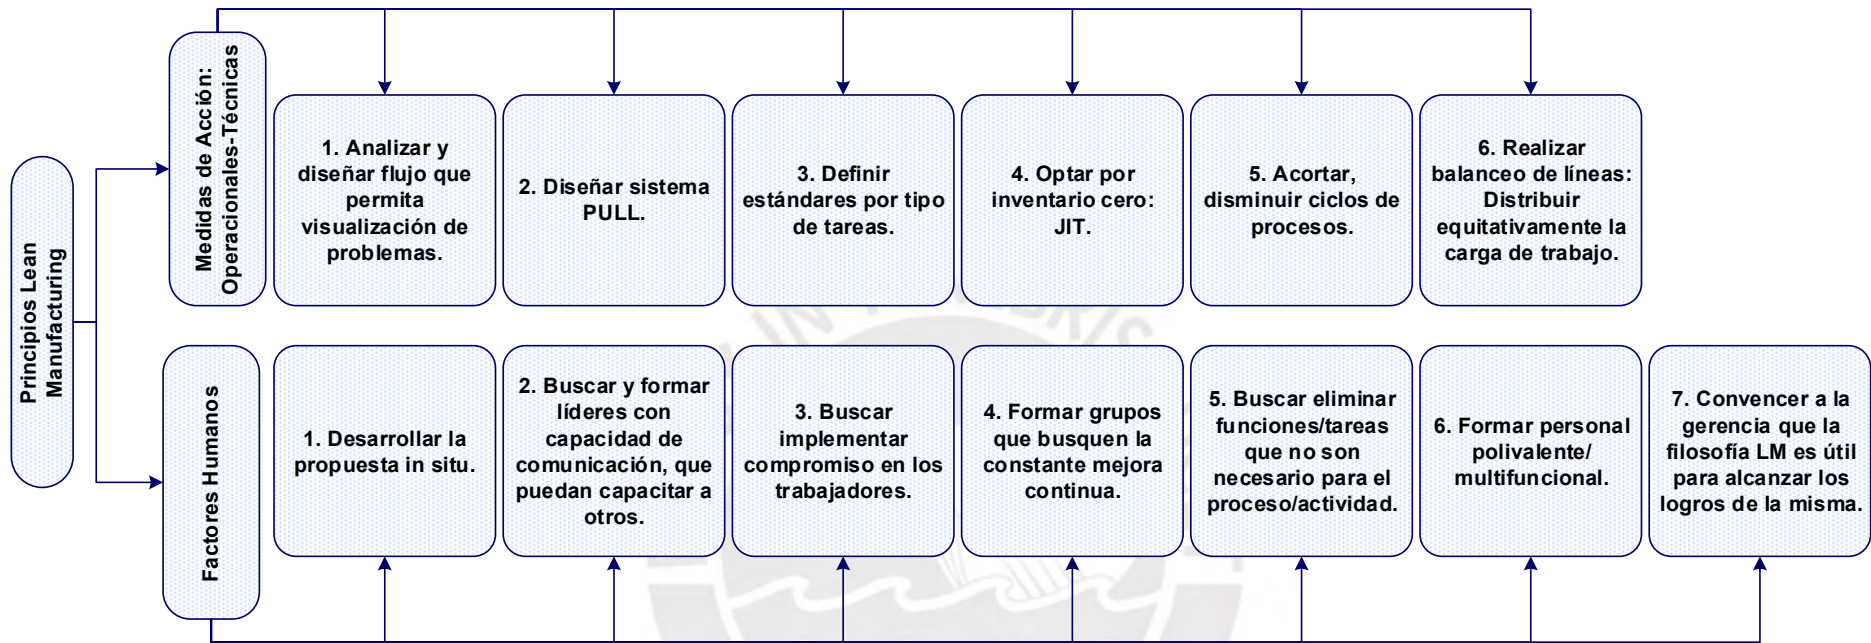 Principios Lean
Manufacturing
Medidas de Acción:
Operacionales-Técnicas
1. Analizar y
diseñar flujo que
permita
visualización de
problemas.
2. Diseñar sistema
PULL.
3. Definir
estándares por tipo
de tareas.
4. Optar por
inventario cero:
JIT.
5. Acortar,
disminuir ciclos de
procesos.
6. Realizar
balanceo de líneas:
Distribuir
equitativamente la
carga de trabajo.
Factores Humanos
1. Desarrollar la
propuesta in situ.
2. Buscar y formar
líderes con
capacidad de
comunicación, que
puedan capacitar a
otros.
3. Buscar
implementar
compromiso en los
trabajadores.
4. Formar grupos
que busquen la
constante mejora
continua.
5. Buscar eliminar
funciones/tareas
que no son
necesario para el
proceso/actividad.
6. Formar personal
polivalente/
multifuncional.
7. Convencer a la
gerencia que la
filosofía LM es útil
para alcanzar los
logros de la misma.